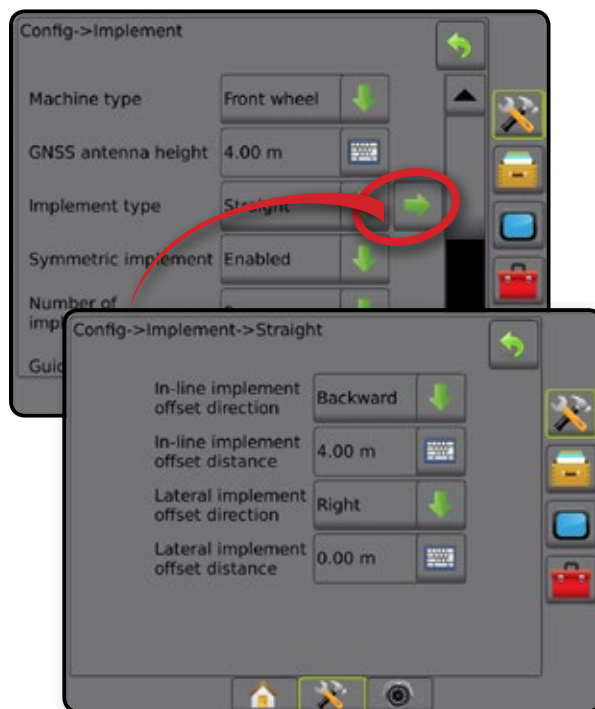 Config->Implement
Machine type
Front wheel
GNSS antenna height
4.00 m
Implement type
Straight
Symmetric implement
Enabled
Number of
Config->Implement->Straight
In-line implement
offset direction
Backward
In-line implement
offset distance
4.00 m
Lateral implement
offset direction
Right
Lateral implement
offset distance
0.00 m